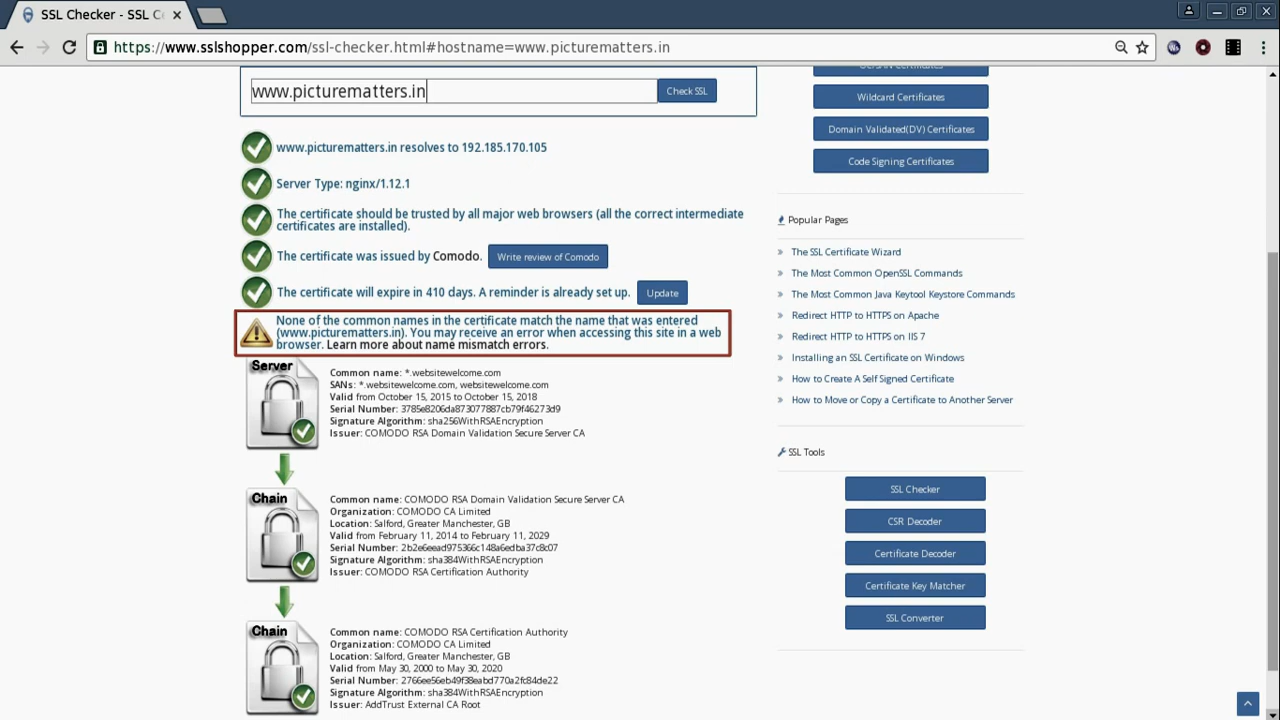 SSL Checker - SSL C
https://www.sslshopper.com/ssl-checker.html#hostname=www.picturematters.in
www.picturematters.in
Check SSL
www.picturematters.in resolves to 192.185.170.105
Server Type: nginx/1.12.1
The certificate should be trusted by all major web browsers (all the correct intermediate
certificates are installed).
The certificate was issued by Comodo.
Write review of Comodo
The certificate will expire in 410 days. A reminder is already set up.
Update
None of the common names in the certificate match the name that was entered
(www.picturematters.in). You may receive an error when accessing this site in a web
browser. Learn more about name mismatch errors.
Server
Common name: *.websitewelcome.com
SANs: *.websitewelcome.com, websitewelcome.com
Valid from October 15, 2015 to October 15, 2018
Serial Number: 3785e8206da873077887cb79f46273d9
Signature Algorithm: sha256WithRSAEncryption
Issuer: COMODO RSA Domain Validation Secure Server CA
Chain
Common name: COMODO RSA Domain Validation Secure Server CA
Organization: COMODO CA Limited
Location: Salford, Greater Manchester, GB
Valid from February 11, 2014 to February 11, 2029
Serial Number: 2b2e6eead975366c148a6edba37c8c07
Signature Algorithm: sha384WithRSAEncryption
Issuer: COMODO RSA Certification Authority
Chain
Common name: COMODO RSA Certification Authority
Organization: COMODO CA Limited
Location: Salford, Greater Manchester, GB
Valid from May 30, 2000 to May 30, 2020
Serial Number: 2766ee56eb49f38eabd770a2fc84de22
Signature Algorithm: sha384WithRSAEncryption
Issuer: AddTrust External CA Root
Wildcard Certificates
Domain Validated(DV) Certificates
Code Signing Certificates
Popular Pages
» The SSL Certificate Wizard
» The Most Common OpenSSL Commands
» The Most Common Java Keytool Keystore Commands
» Redirect HTTP to HTTPS on Apache
» Redirect HTTP to HTTPS on IIS 7
» Installing an SSL Certificate on Windows
» How to Create A Self Signed Certificate
» How to Move or Copy a Certificate to Another Server
SSL Tools
SSL Checker
CSR Decoder
Certificate Decoder
Certificate Key Matcher
SSL Converter